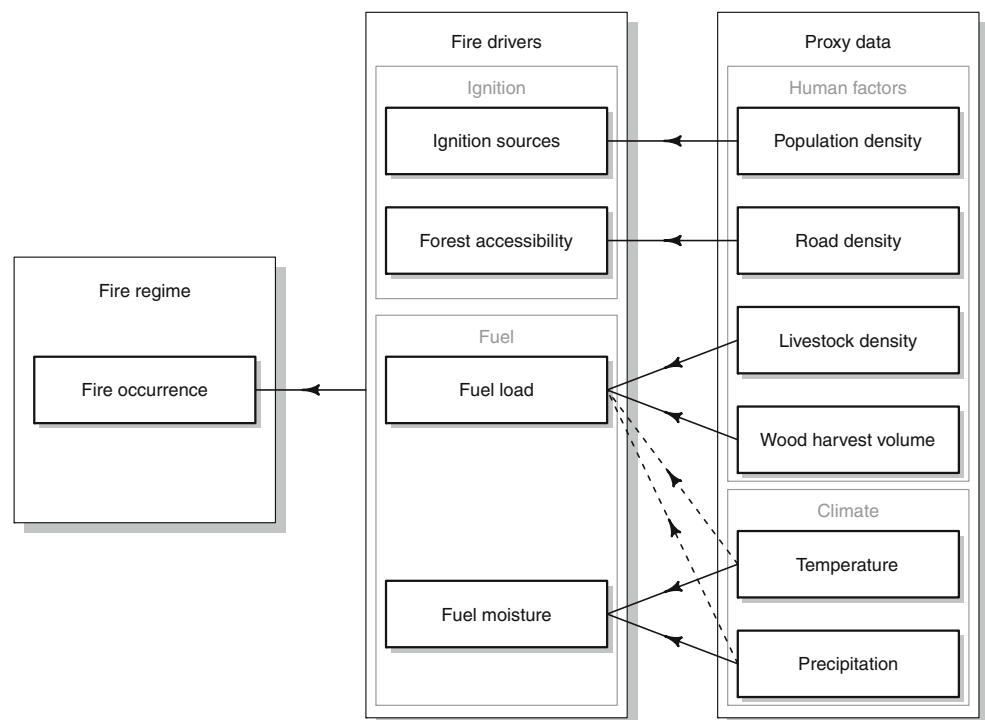 Fire regime
Fire occurrence
Fire drivers
Ignition
Ignition sources
Forest accessibility
Fuel
Fuel load
Fuel moisture
Proxy data
Human factors
Population density
Road density
Livestock density
Wood harvest volume
Climate
Temperature
Precipitation